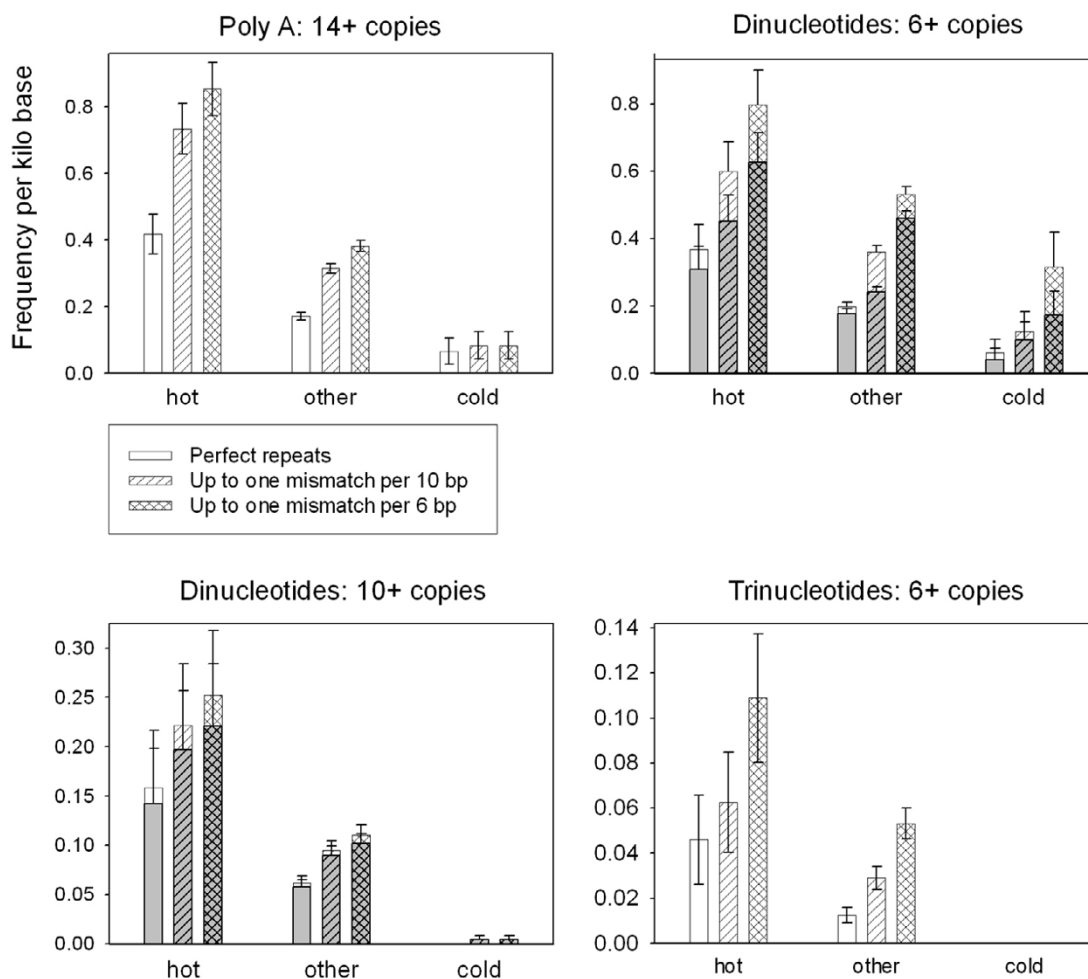 Poly A: 14+ copies
Frequency per kilo base
0.8
0.6
0.4
0.2
0.0
hot other cold
Dinucleotides: 6+ copies
0.8
0.6
0.4
0.2
0.0
hot other cold
Perfect repeats
Up to one mismatch per 10 bp
Up to one mismatch per 6 bp
Dinucleotides: 10+ copies
0.30
0.25
0.20
0.15
0.10
0.05
0.00
hot other cold
Trinucleotides: 6+ copies
0.14
0.12
0.10
0.08
0.06
0.04
0.02
0.00
hot other cold